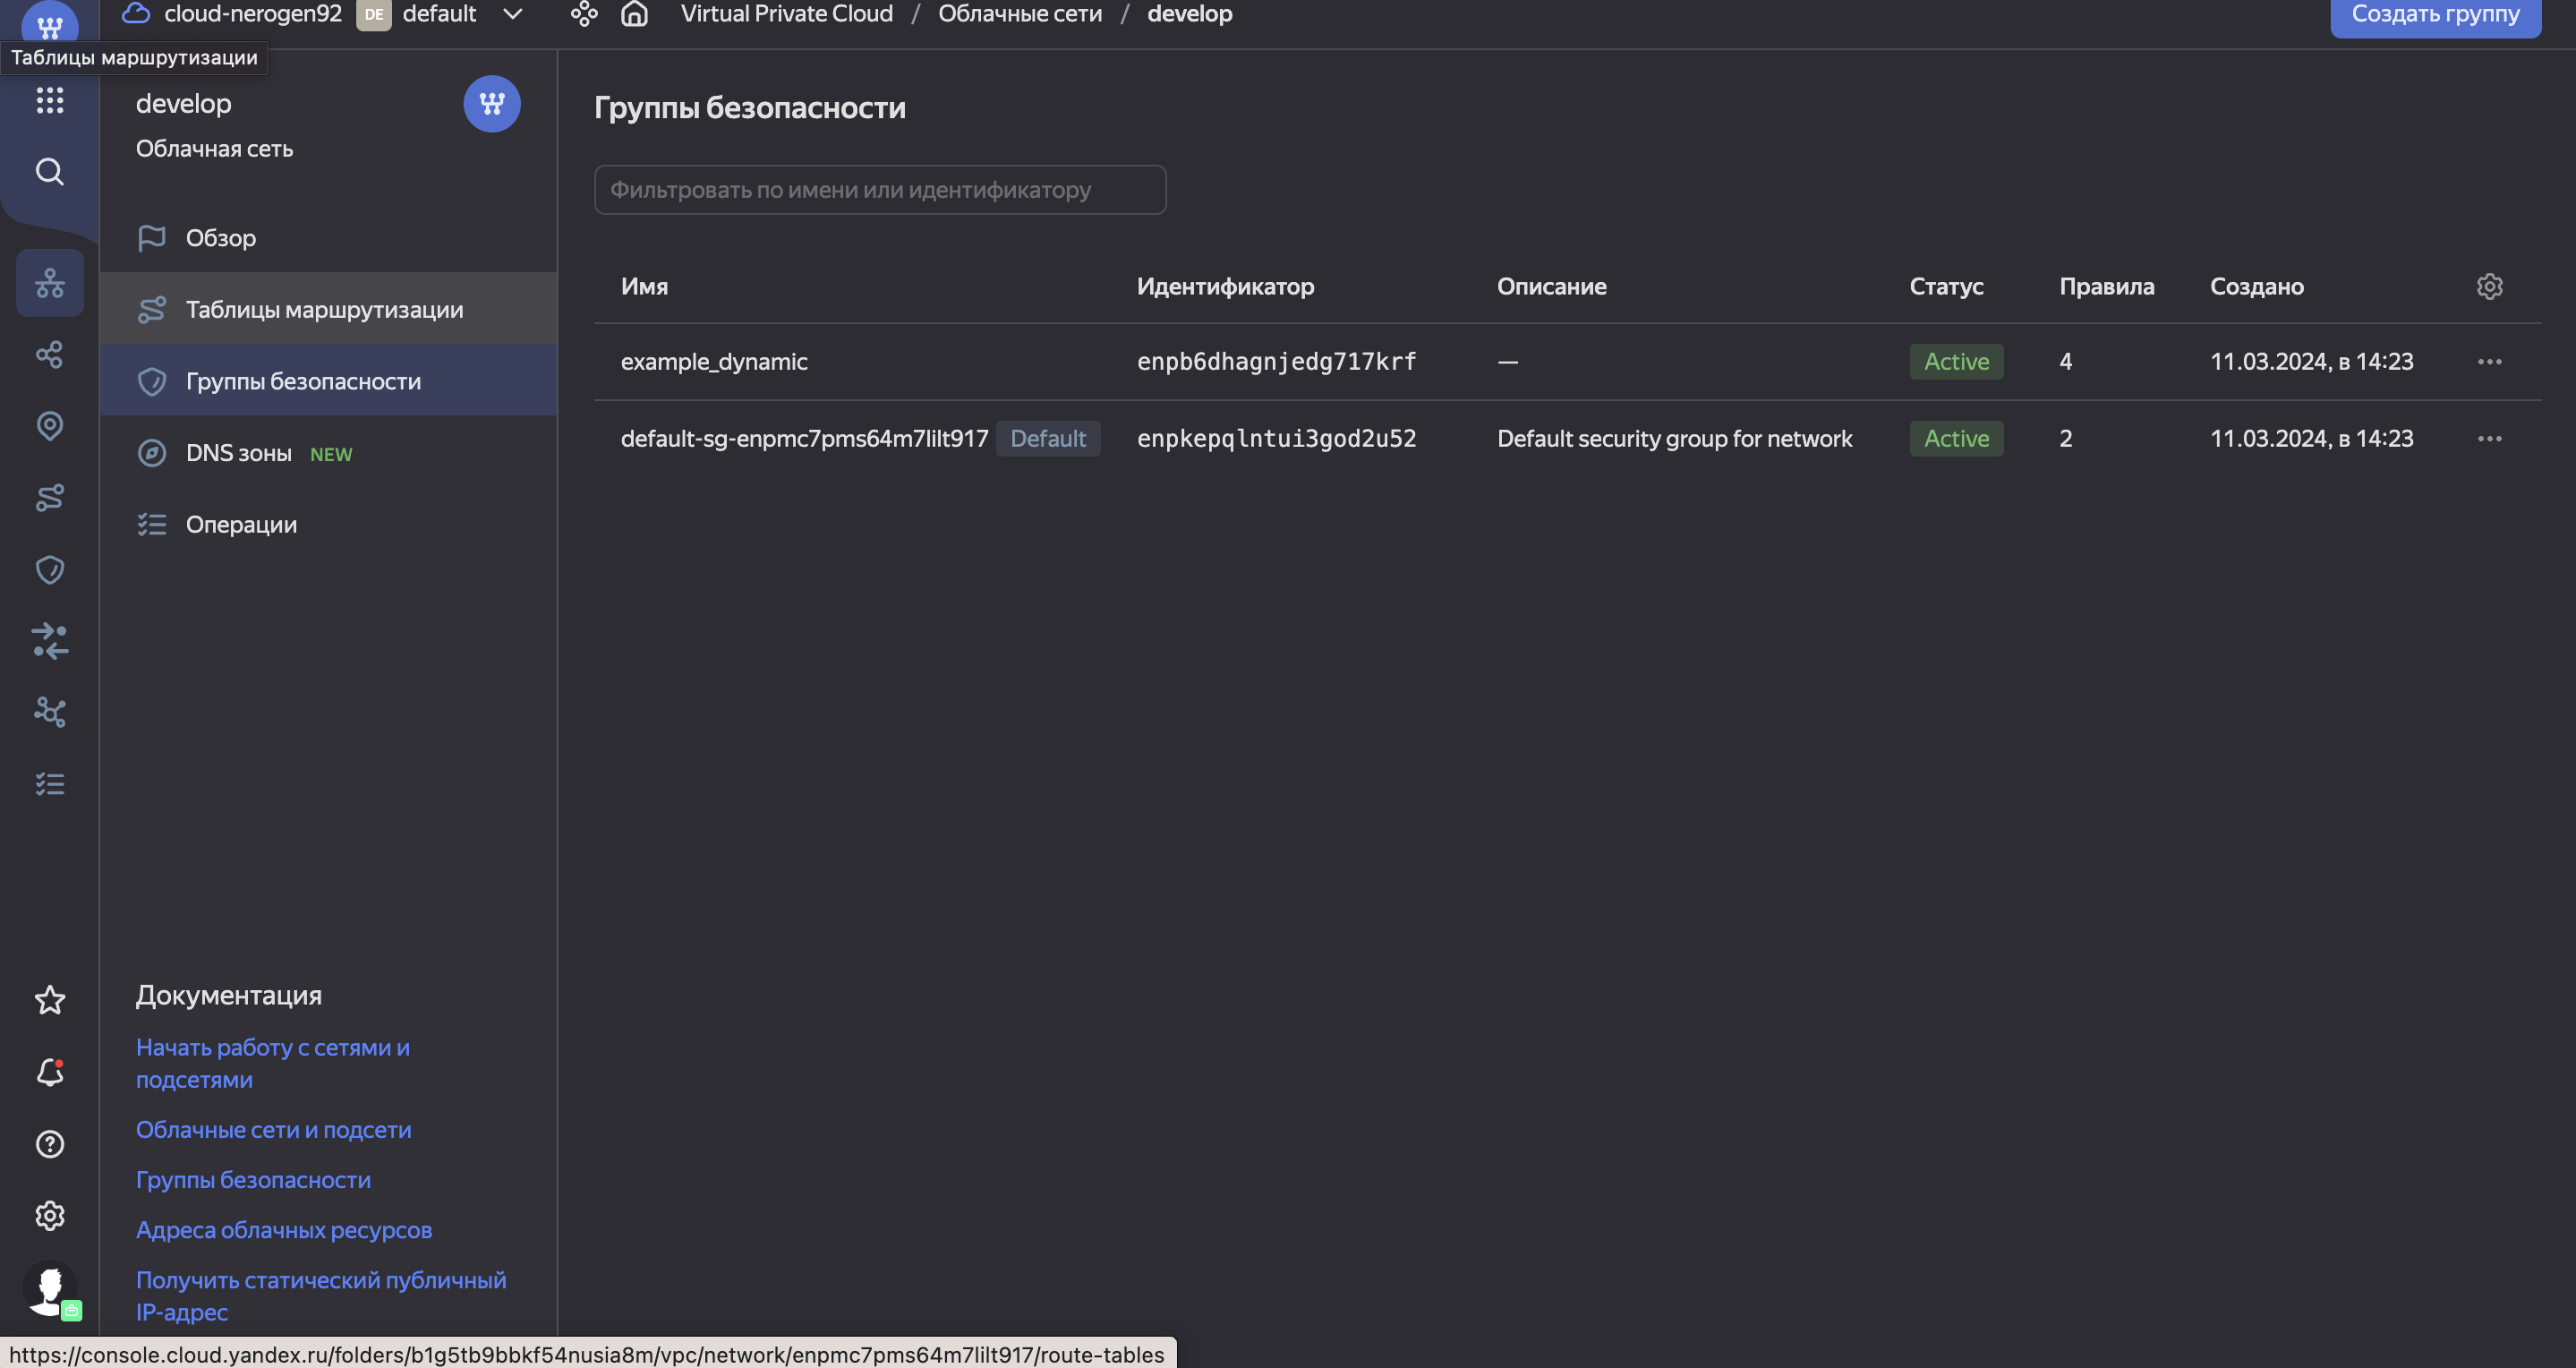 cloud-nerogen92 DE default Virtual Private Cloud / Облачные сети / develop Создать группу
Таблицы маршрутизации
develop
Облачная сеть
Обзор
Таблицы маршрутизации
Группы безопасности
DNS зоны NEW
Операции
Документация
Начать работу с сетями и
подсетями
Облачные сети и подсети
Группы безопасности
Адреса облачных ресурсов
Получить статический публичный
IP-адрес
Группы безопасности
Фильтровать по имени или идентификатору
Имя Идентификатор Описание Статус Правила Создано
example_dynamic enpb6dhagnjedg717krf — Active 4 11.03.2024, в 14:23
default-sg-enpmc7pms64m7lilt917 Default enpkepqlntui3god2u52 Default security group for network Active 2 11.03.2024, в 14:23
https://console.cloud.yandex.ru/folders/b1g5tb9bbkf54nusia8m/vpc/network/enpmc7pms64m7lilt917/route-tables